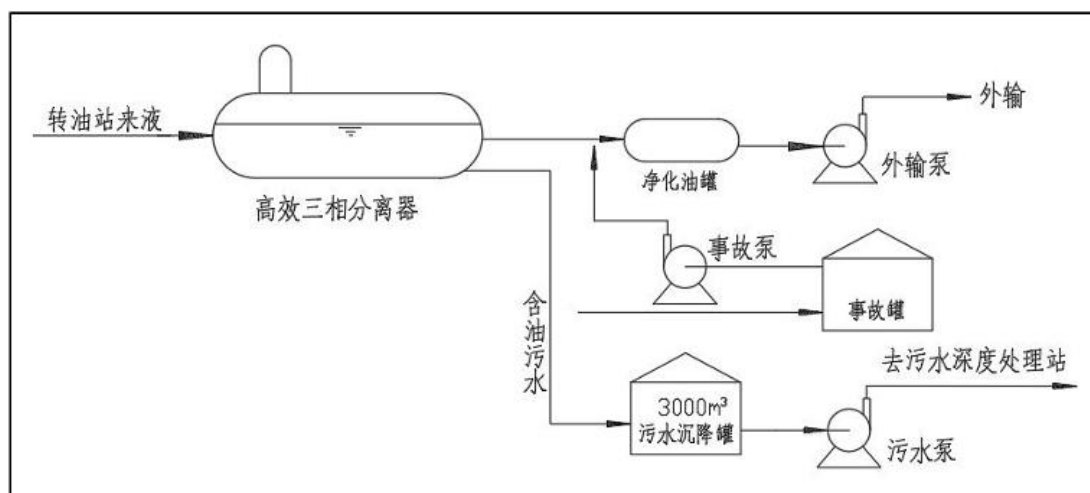 转油站来液
高效三相分离器
净化油罐
外输
外输泵
事故泵
事故罐
含油污水
3000m³
污水沉降罐
去污水深度处理站
污水泵